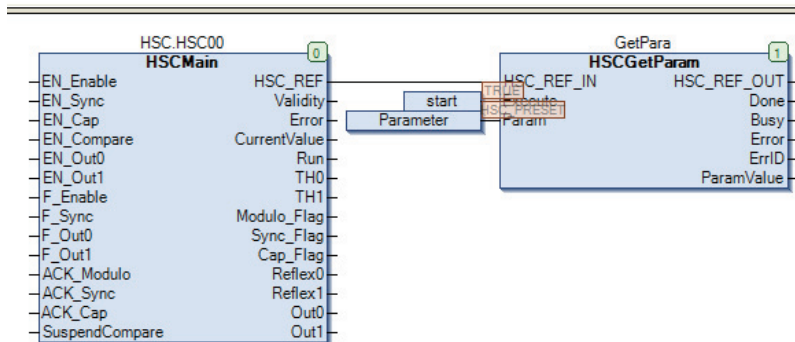 HSC.HSC00
0
HSCMain
EN_Enable HSC_REF
EN_Sync Validity
EN_Cap Error
EN_Compare CurrentValue
EN_Out0 Run
EN_Out1 TH0
F_Enable TH1
F_Sync Modulo_Flag
F_Out0 Sync_Flag
F_Out1 Cap_Flag
ACK_Modulo Reflex0
ACK_Sync Reflex1
ACK_Cap Out0
SuspendCompare Out1
GetPara
1
HSCGetParam
HSC_REF_IN HSC_REF_OUT
TRUE
start Execute Done
HSC_PRESET
Parameter Param Busy
Error
ErrID
ParamValue